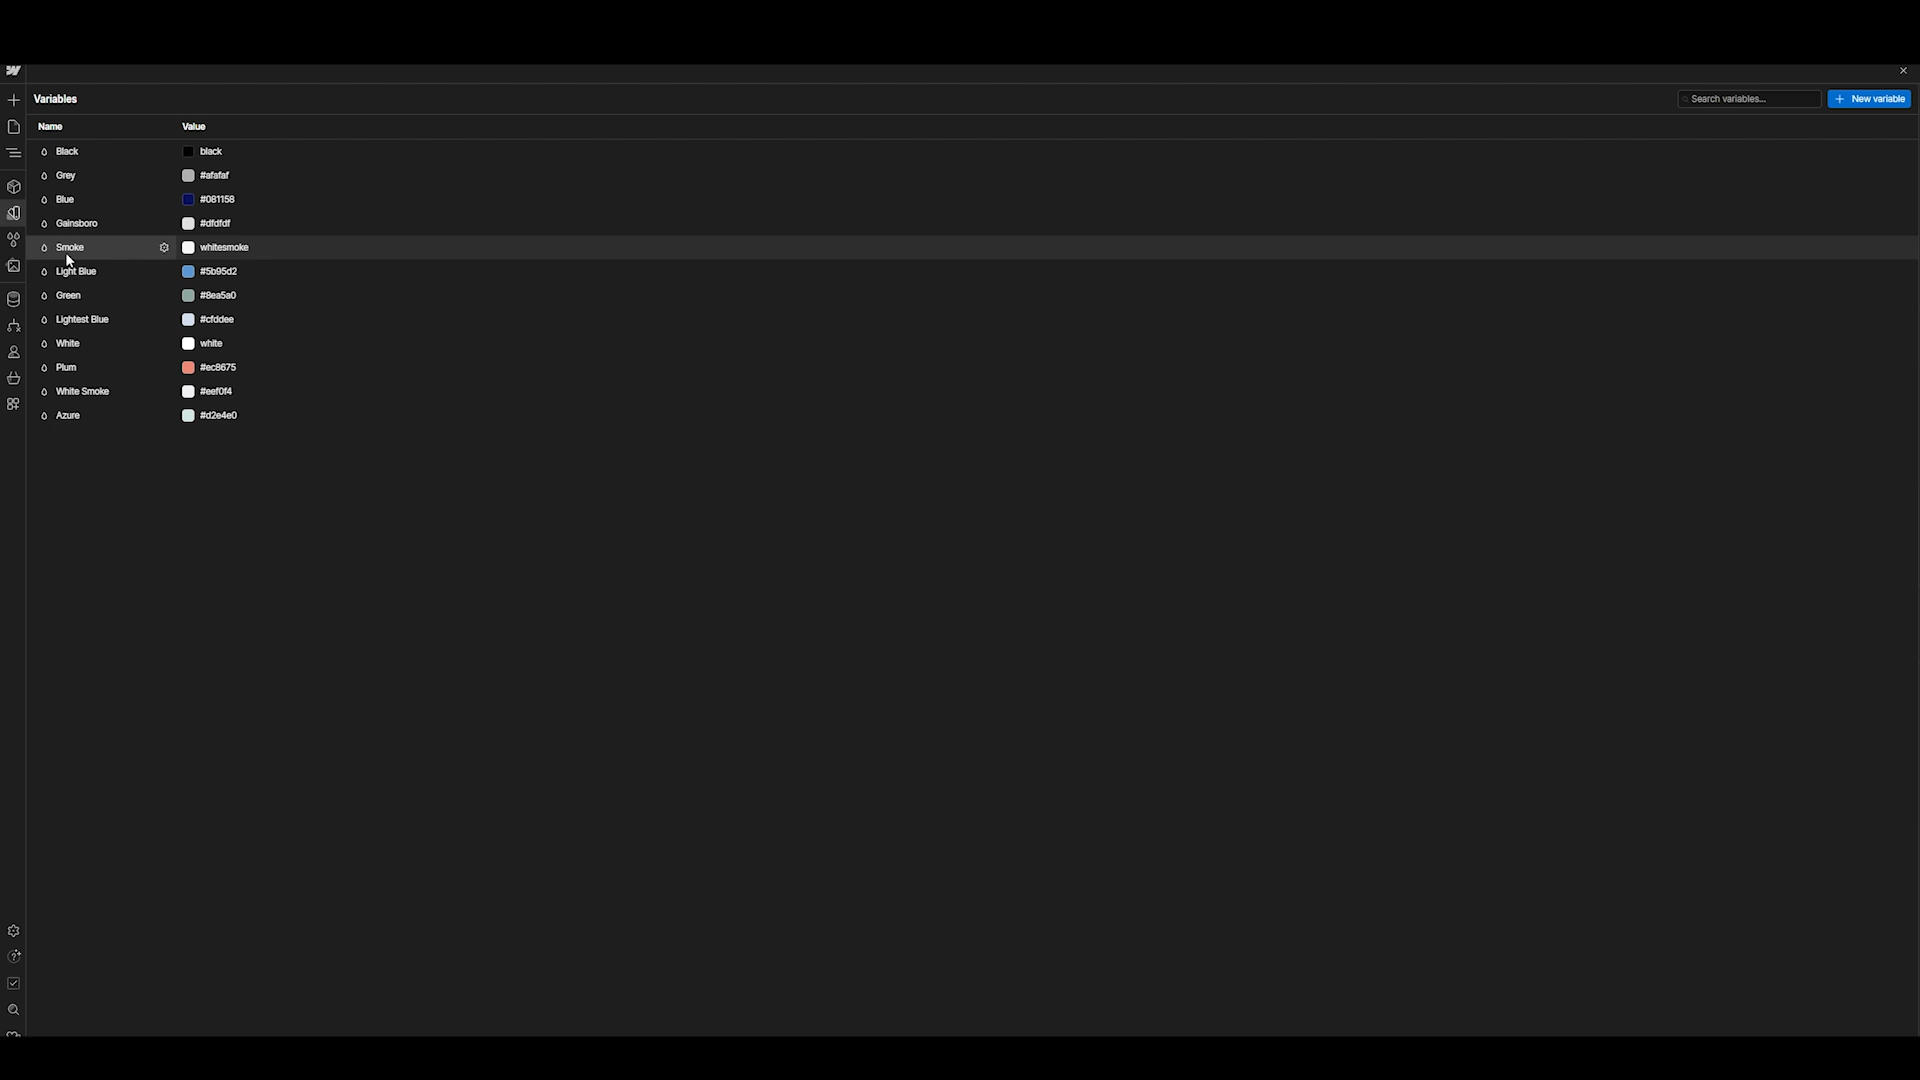 Variables
Search variables...
New variable
Name Value
Black black
Grey #afafaf
Blue #081158
Gainsboro #dfdfdf
Smoke whitesmoke
Light Blue #5b95d2
Green #8ea5a0
Lightest Blue #cfddee
White white
Plum #ec8675
White Smoke #eef0f4
Azure #d2e4e0